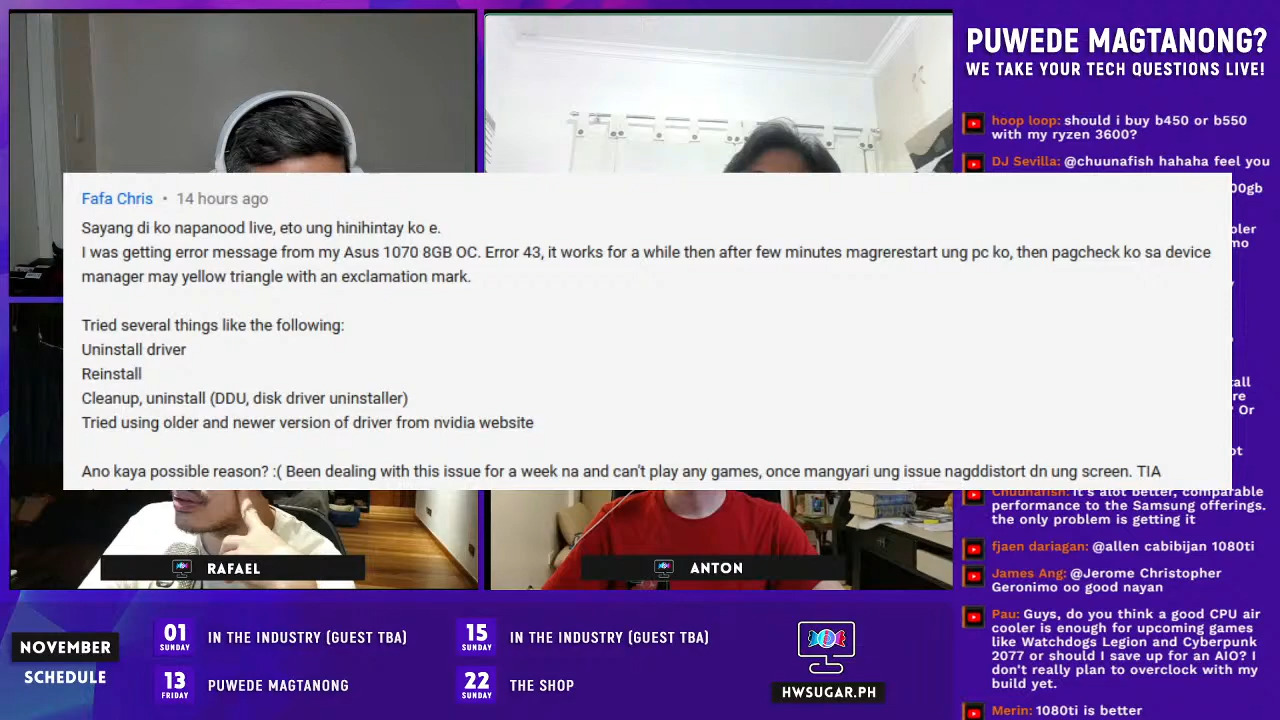 PUWEDE MAGTANONG?
WE TAKE YOUR TECH QUESTIONS LIVE!
hoop loop: should i buy b450 or b550
with my ryzen 3600?
DJ Sevilla: @chuunafish hahaha feel you
Fafa Chris • 14 hours ago
Sayang di ko napanood live, eto ung hinihintay ko e.
I was getting error message from my Asus 1070 8GB OC. Error 43, it works for a while then after few minutes magrerestart ung pc ko, then pagcheck ko sa device
manager may yellow triangle with an exclamation mark.
Tried several things like the following:
Uninstall driver
Reinstall
Cleanup, uninstall (DDU, disk driver uninstaller)
Tried using older and newer version of driver from nvidia website
Ano kaya possible reason? :( Been dealing with this issue for a week na and can't play any games, once mangyari ung issue nagddistort dn ung screen. TIA
? Or
Chuunafish: it's alot better, comparable
performance to the Samsung offerings.
the only problem is getting it
fjaen dariagan: @allen cabibijan 1080ti
James Ang: @Jerome Christopher
Geronimo oo good nayan
Pau: Guys, do you think a good CPU air
cooler is enough for upcoming games
like Watchdogs Legion and Cyberpunk
2077 or should I save up for an AIO? I
don't really plan to overclock with my
build yet.
Merin: 1080ti is better
RAFAEL
ANTON
NOVEMBER
SCHEDULE
01
SUNDAY
IN THE INDUSTRY (GUEST TBA)
13
FRIDAY
PUWEDE MAGTANONG
15
SUNDAY
IN THE INDUSTRY (GUEST TBA)
22
SUNDAY
THE SHOP
HWSUGAR.PH